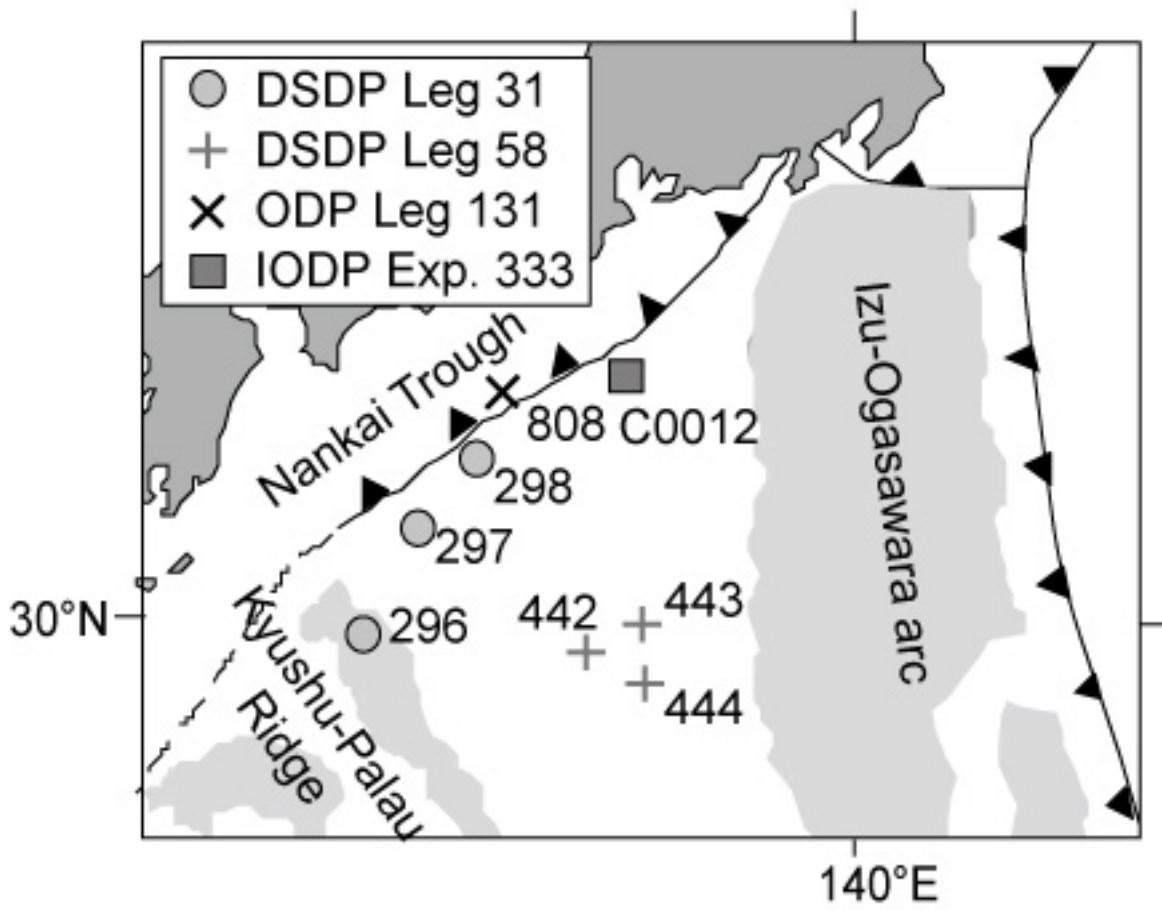 DSDP Leg 31
DSDP Leg 58
ODP Leg 131
IODP Exp. 333
Nankai Trough
808
C0012
298
297
296
442
443
444
30°N
Kyushu-Palau
Ridge
Izu-Ogasawara arc
140°E